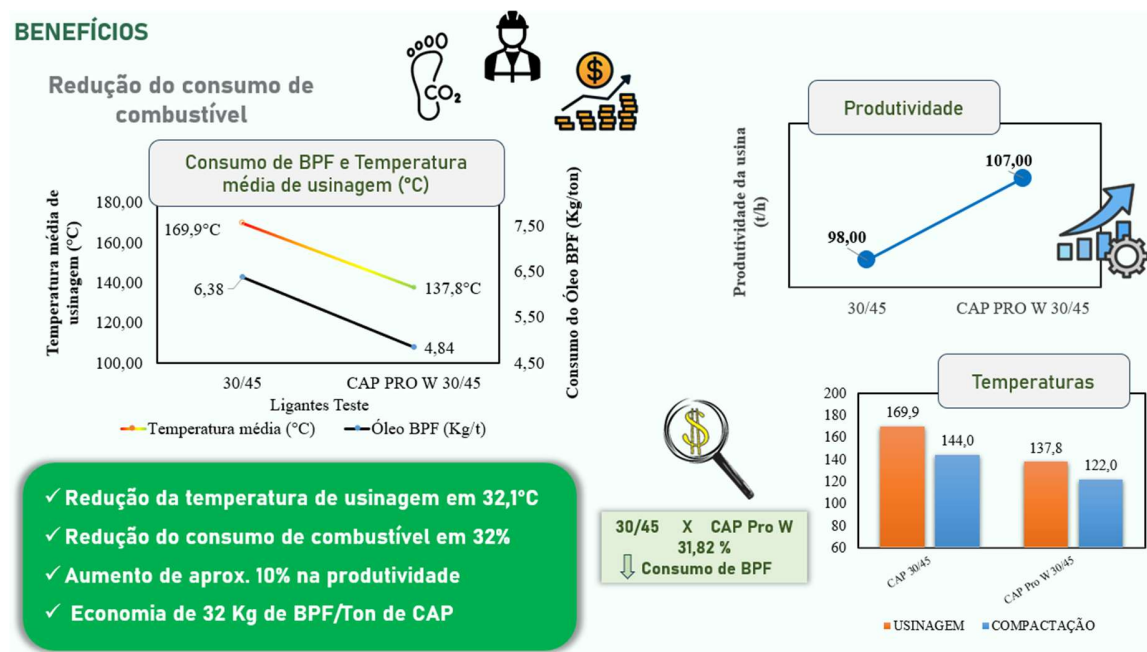 BENEFÍCIOS
Redução do consumo de
combustível
CO₂
$
Consumo de BPF e Temperatura
média de usinagem (°C)
Temperatura média de
usinagem (°C)
180,00
160,00
140,00
120,00
100,00
169,9°C
6,38
137,8°C
4,84
7,50
6,50
5,50
4,50
Consumo do Óleo BPF (Kg/ton)
30/45
CAP PRO W 30/45
Ligantes Teste
Temperatura média (°C)
Óleo BPF (Kg/t)
Produtividade
Produtividade da usina
(t/h)
98,00
107,00
30/45
CAP PRO W 30/45
✓ Redução da temperatura de usinagem em 32,1°C
✓ Redução do consumo de combustível em 32%
✓ Aumento de aprox. 10% na produtividade
✓ Economia de 32 Kg de BPF/Ton de CAP
$
30/45 X CAP Pro W
31,82 %
Consumo de BPF
Temperaturas
200
180
160
140
120
100
80
60
169,9
144,0
137,8
122,0
CAP 30/45
CAP Pro W 30/45
USINAGEM
COMPACTAÇÃO